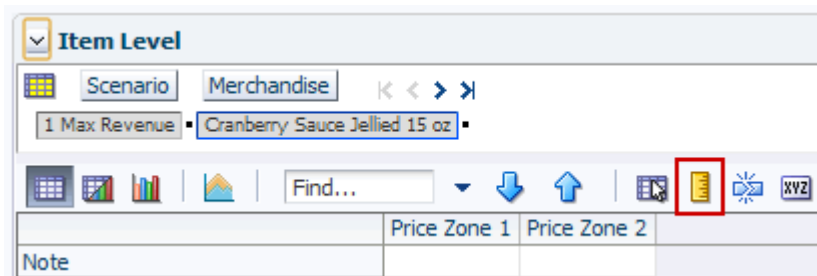 Item Level
Scenario Merchandise
1 Max Revenue Cranberry Sauce Jellied 15 oz
Find... XYZ
Price Zone 1 Price Zone 2
Note